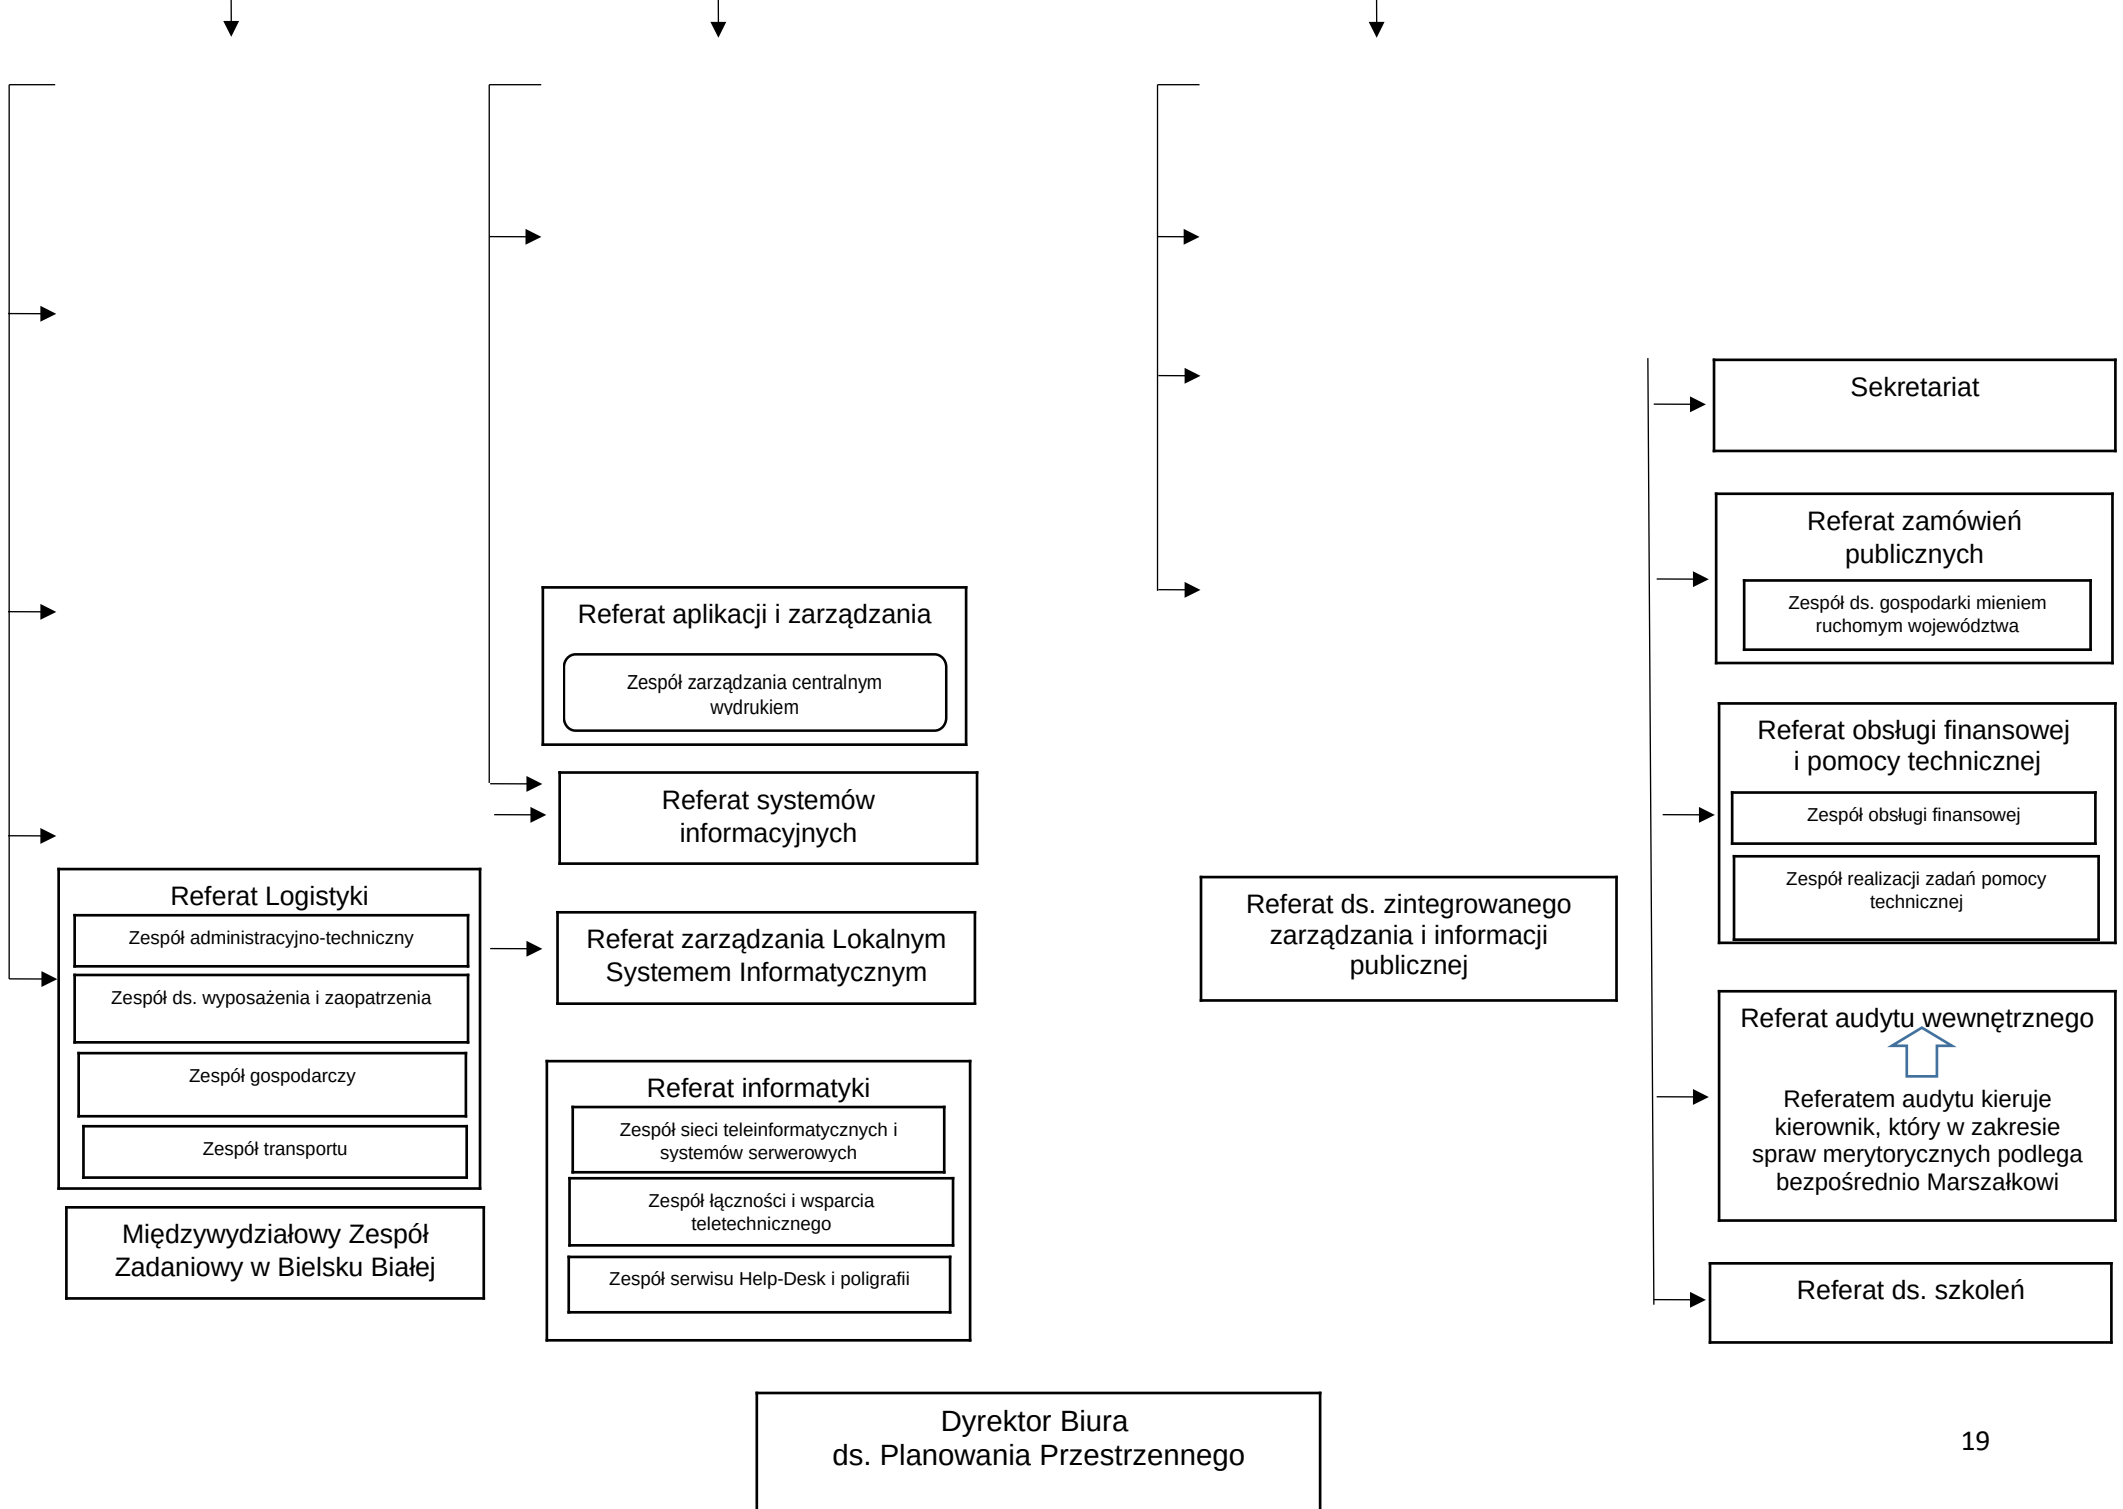 Sekretariat
Referat zamówień
publicznych
Zespół ds. gospodarki mieniem
ruchomym województwa
Referat aplikacji i zarządzania
Zespół zarządzania centralnym
wydrukiem
Referat obsługi finansowej
i pomocy technicznej
Zespół obsługi finansowej
Zespół realizacji zadań pomocy
technicznej
Referat systemów
informacyjnych
Referat Logistyki
Zespół administracyjno-techniczny
Zespół ds. wyposażenia i zaopatrzenia
Zespół gospodarczy
Zespół transportu
Referat zarządzania Lokalnym
Systemem Informatycznym
Referat ds. zintegrowanego
zarządzania i informacji
publicznej
Referat audytu wewnętrznego
Referatem audytu kieruje
kierownik, który w zakresie
spraw merytorycznych podlega
bezpośrednio Marszałkowi
Referat informatyki
Zespół sieci teleinformatycznych i
systemów serwerowych
Zespół łączności i wsparcia
teletechnicznego
Zespół serwisu Help-Desk i poligrafii
Międzywydziałowy Zespół
Zadaniowy w Bielsku Białej
Referat ds. szkoleń
Dyrektor Biura
ds. Planowania Przestrzennego
19